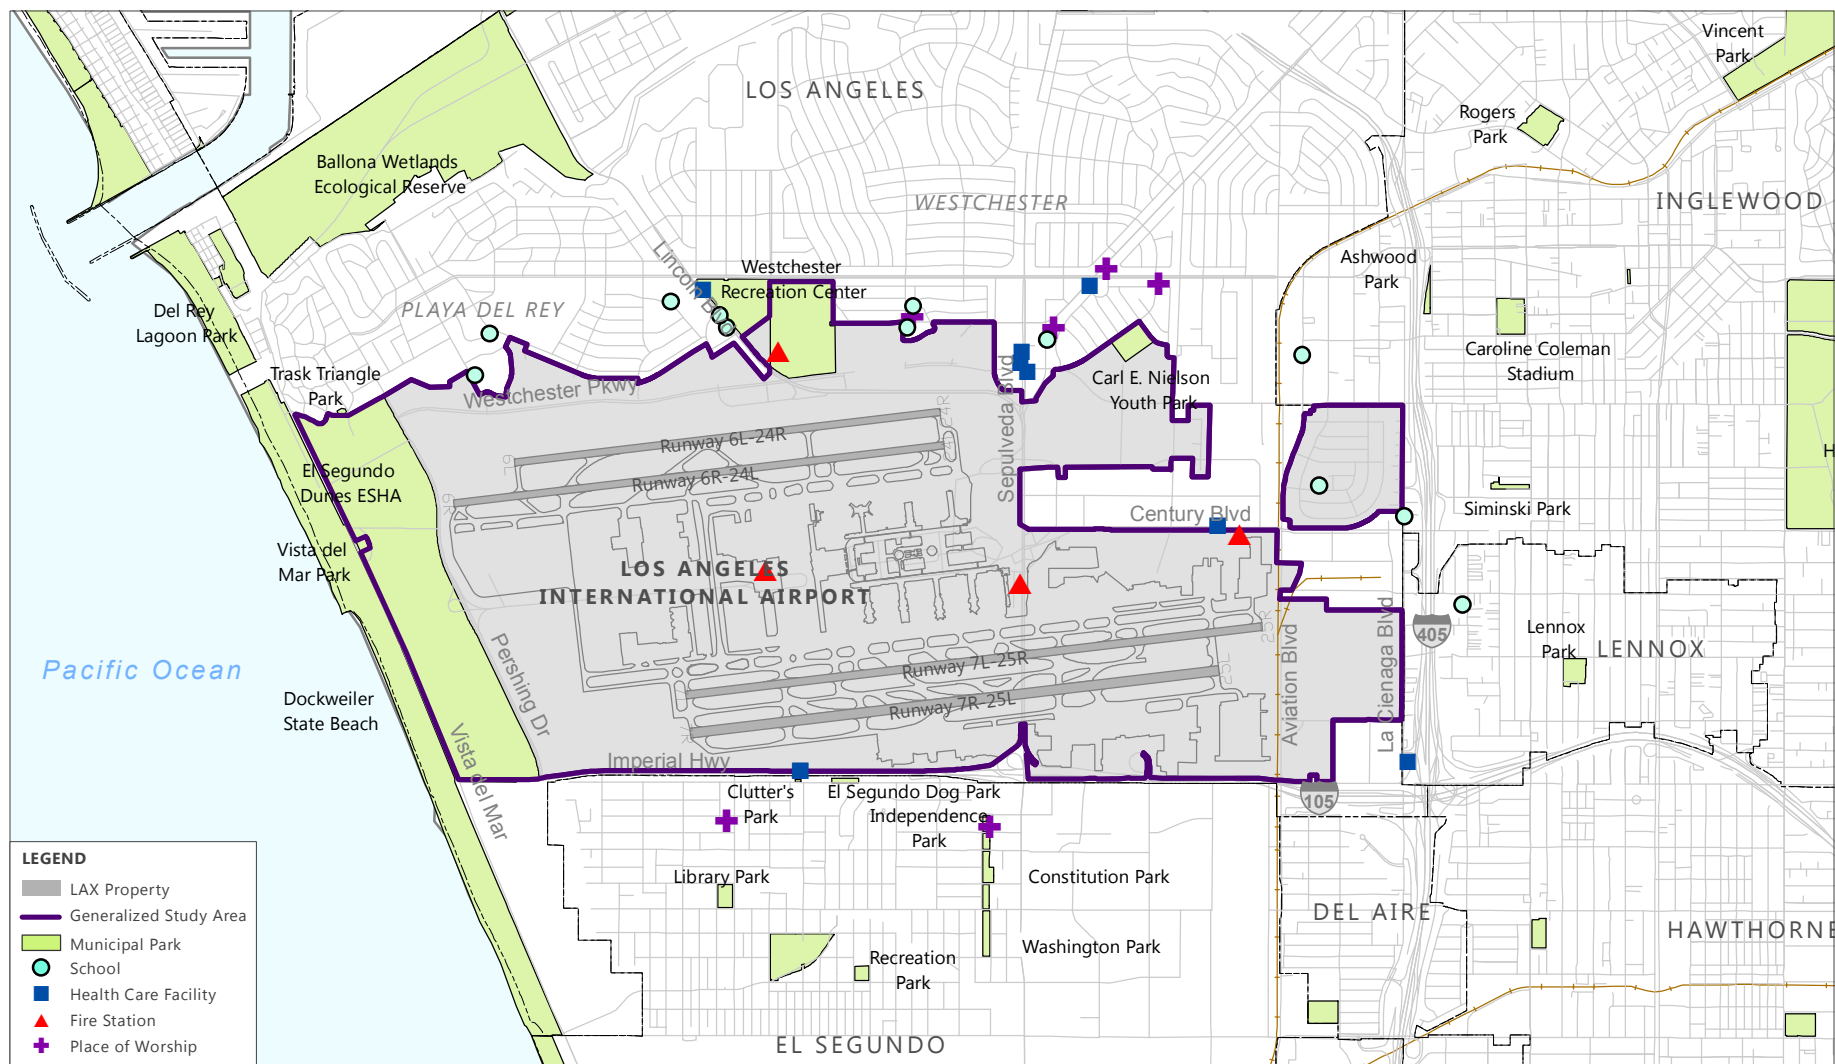 Vincent
Park
LOS ANGELES
Rogers
Park
Ballona Wetlands
Ecological Reserve
WESTCHESTER
INGLEWOOD
Lincoln Blvd
Westchester
Recreation Center
Ashwood
Park
PLAYA DEL REY
Del Rey
Lagoon Park
Caroline Coleman
Stadium
Trask Triangle
Park
Westchester Pkwy
Sepulveda Blvd
Carl E. Nielson
Youth Park
24R
Runway 6L-24R
6L
H
El Segundo
Dunes ESHA
Runway 6R-24L
6R
Siminski Park
Century Blvd
Vista del
Mar Park
LOS ANGELES
INTERNATIONAL AIRPORT
25R
405
Lennox
Park
LENNOX
Pacific Ocean
Pershing Dr
Runway 7L-25R
25L
Aviation Blvd
La Cienaga Blvd
Dockweiler
State Beach
Runway 7R-25L
Vista del Mar
Imperial Hwy
Clutter's
Park
El Segundo Dog Park
Independence
Park
105
Library Park
Constitution Park
DEL AIRE
HAWTHORNE
Washington Park
Recreation
Park
EL SEGUNDO
LEGEND
LAX Property
Generalized Study Area
Municipal Park
School
Health Care Facility
Fire Station
Place of Worship